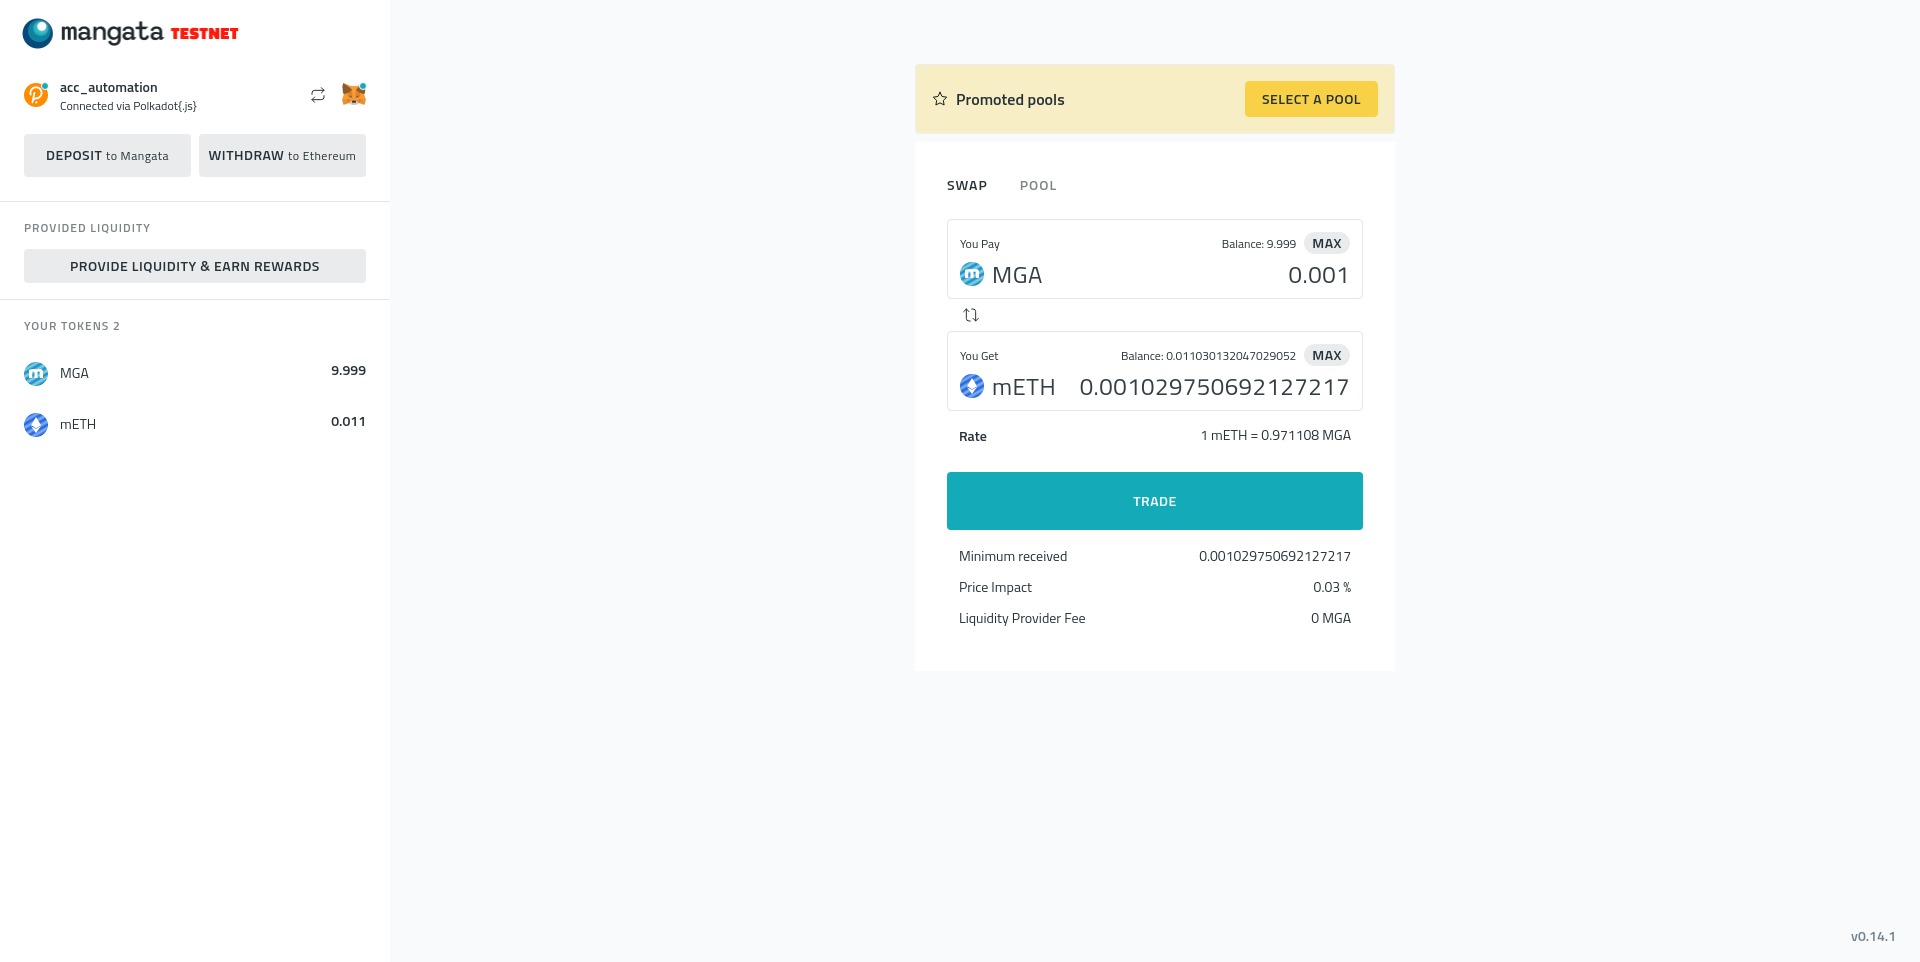 mangata TESTNET
acc_automation
Connected via Polkadot{.js}
DEPOSIT to Mangata
WITHDRAW to Ethereum
PROVIDED LIQUIDITY
PROVIDE LIQUIDITY & EARN REWARDS
YOUR TOKENS 2
MGA 9.999
mETH 0.011
Promoted pools SELECT A POOL
SWAP POOL
You Pay Balance: 9.999 MAX
MGA 0.001
You Get Balance: 0.011030132047029052 MAX
mETH 0.001029750692127217
Rate 1 mETH = 0.971108 MGA
TRADE
Minimum received 0.001029750692127217
Price Impact 0.03 %
Liquidity Provider Fee 0 MGA
v0.14.1